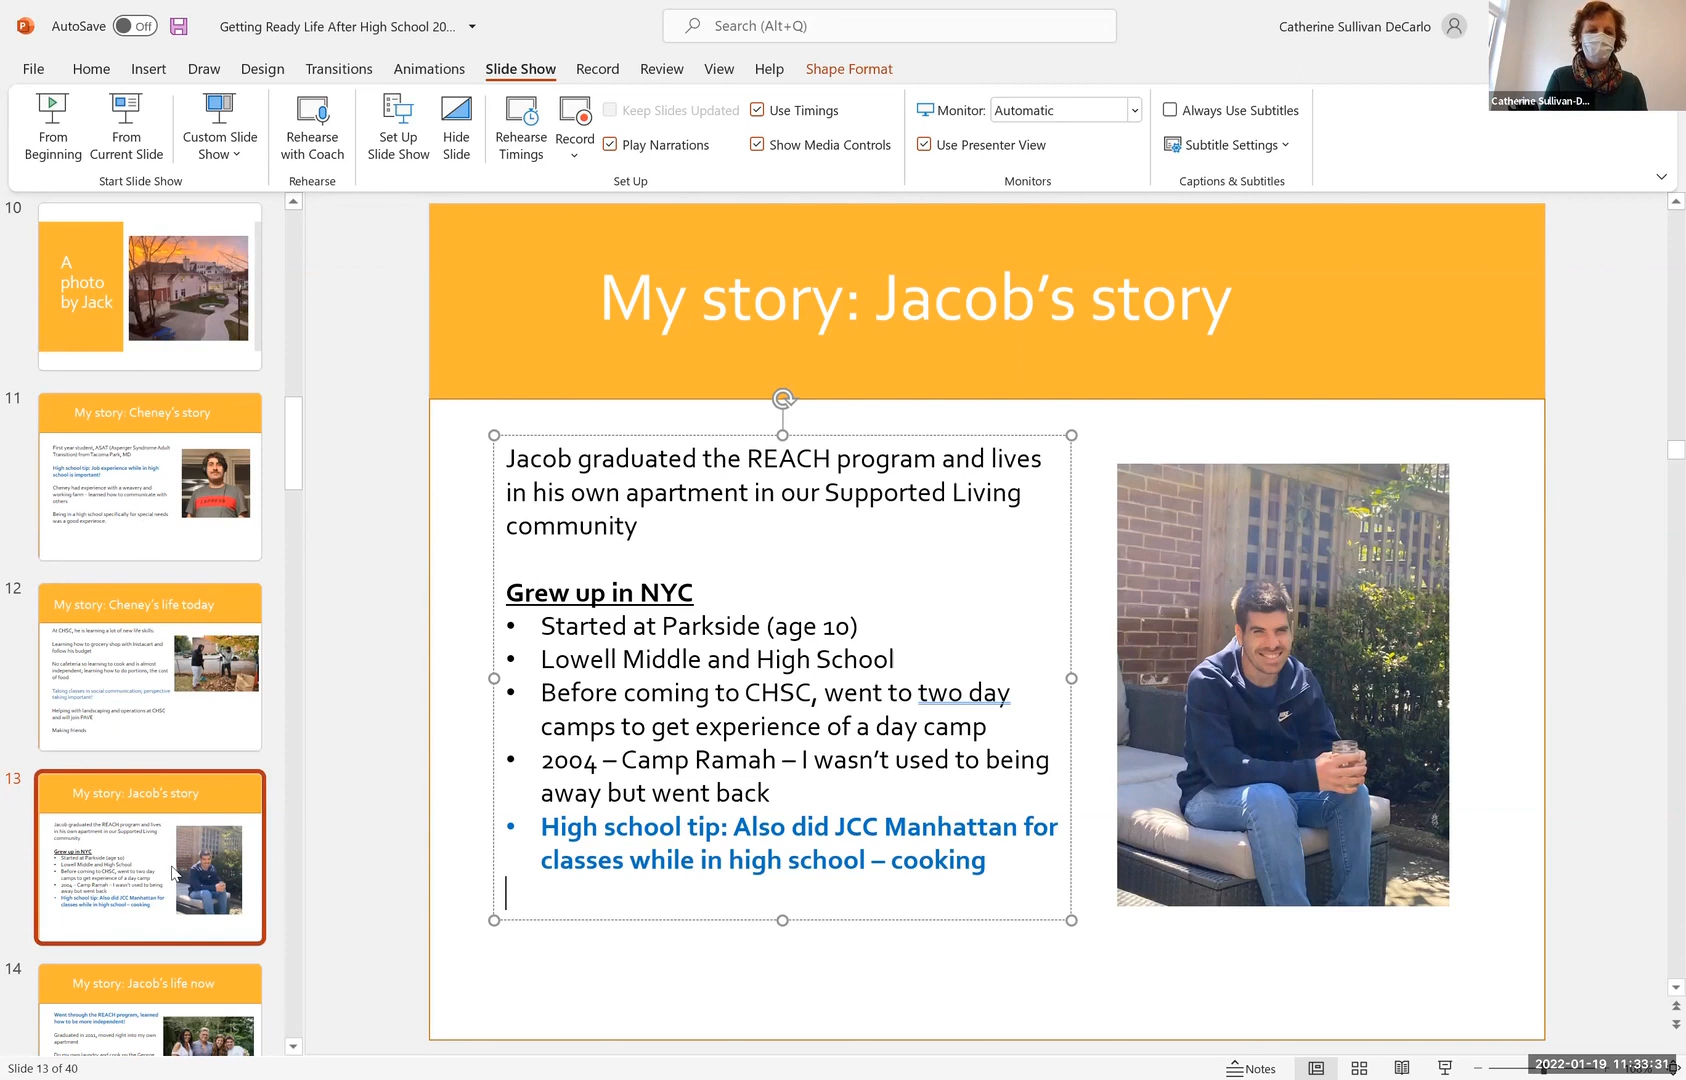 AutoSave Off Getting Ready Life After High School 20... Search (Alt+Q) Catherine Sullivan DeCarlo
Catherine Sullivan-D...
File Home Insert Draw Design Transitions Animations Slide Show Record Review View Help Shape Format
From Beginning
From Current Slide
Custom Slide Show
Start Slide Show
Rehearse with Coach
Rehearse
Set Up Slide Show
Hide Slide
Rehearse Timings
Record
Keep Slides Updated
Play Narrations
Use Timings
Show Media Controls
Set Up
Monitor: Automatic
Use Presenter View
Monitors
Always Use Subtitles
Subtitle Settings
Captions & Subtitles
10
A
photo
by Jack
11
My story: Cheney's story
First year student, ASAT (Asperger Syndrome Adult
Transition) from Tacoma Park, MD
High school tip: Job experience while in high
school is important!
Cheney had experience with a weavery and
working farm - learned how to communicate with
others
Being in a high school specifically for special needs
was a good experience.
12
My story: Cheney's life today
At CHSC, he is learning a lot of new life skills.
Learning how to grocery shop with Instacart and
follow his budget
No cafeteria so learning to cook and is almost
independent; learning how to do portions, the cost
of food
Taking classes in social communication; perspective
taking important!
Helping with landscaping and operations at CHSC
and will join PAVE
Making friends
13
My story: Jacob's story
Jacob graduated the REACH program and lives
in his own apartment in our Supported Living
community
Grew up in NYC
• Started at Parkside (age 10)
• Lowell Middle and High School
• Before coming to CHSC, went to two day
camps to get experience of a day camp
• 2004 – Camp Ramah – I wasn't used to being
away but went back
• High school tip: Also did JCC Manhattan for
classes while in high school – cooking
14
My story: Jacob's life now
Went through the REACH program, learned
how to be more independent!
Graduated in 2011, moved right into my own
apartment
My story: Jacob's story
Jacob graduated the REACH program and lives
in his own apartment in our Supported Living
community
Grew up in NYC
• Started at Parkside (age 10)
• Lowell Middle and High School
• Before coming to CHSC, went to two day
camps to get experience of a day camp
• 2004 – Camp Ramah – I wasn't used to being
away but went back
• High school tip: Also did JCC Manhattan for
classes while in high school – cooking
Slide 13 of 40 Notes
2022-01-19 11:33:31